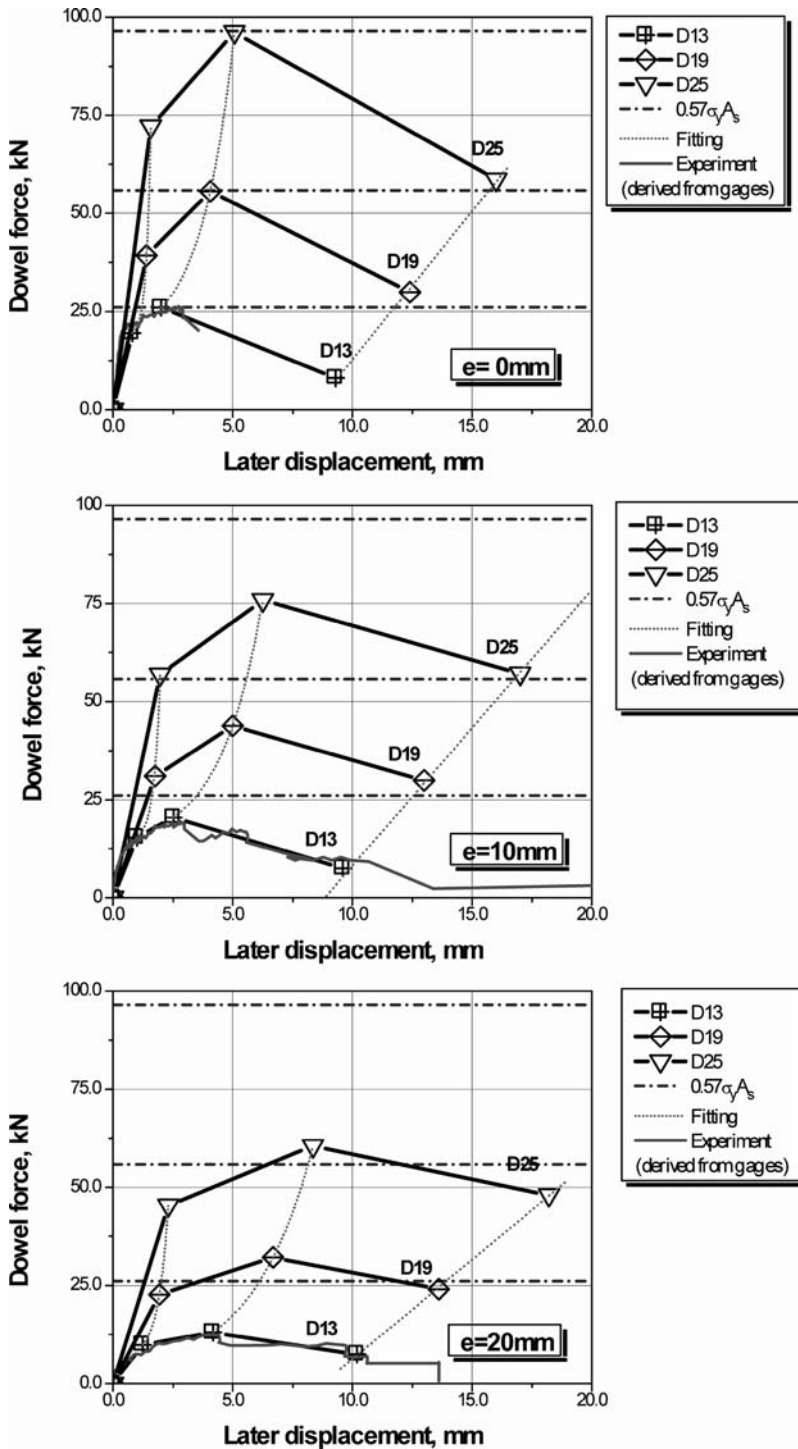 100.0
75.0
50.0
25.0
0.0
Dowel force, kN
D25
D19
D13
e= 0mm
0.0 5.0 10.0 15.0 20.0
Later displacement, mm
D13
D19
D25
0.57σyAs
Fitting
Experiment
(derived from gages)
100
75
50
25
0
Dowel force, kN
D25
D19
D13
e=10mm
0.0 5.0 10.0 15.0 20.0
Later displacement, mm
D13
D19
D25
0.57σyAs
Fitting
Experiment
(derived from gages)
100.0
75.0
50.0
25.0
0.0
Dowel force, kN
D25
D19
D13
e=20mm
0.0 5.0 10.0 15.0 20.0
Later displacement, mm
D13
D19
D25
0.57σyAs
Fitting
Experiment
(derived from gages)